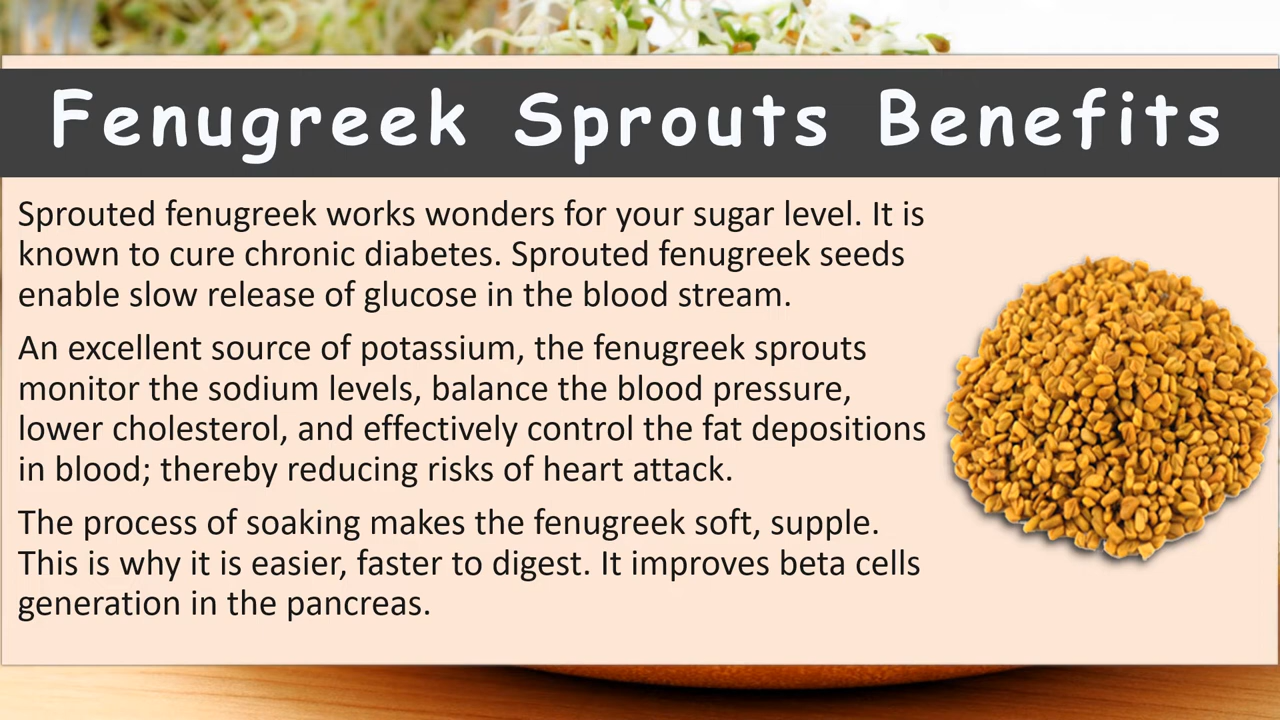 Fenugreek Sprouts Benefits
Sprouted fenugreek works wonders for your sugar level. It is
known to cure chronic diabetes. Sprouted fenugreek seeds
enable slow release of glucose in the blood stream.
An excellent source of potassium, the fenugreek sprouts
monitor the sodium levels, balance the blood pressure,
lower cholesterol, and effectively control the fat depositions
in blood; thereby reducing risks of heart attack.
The process of soaking makes the fenugreek soft, supple.
This is why it is easier, faster to digest. It improves beta cells
generation in the pancreas.